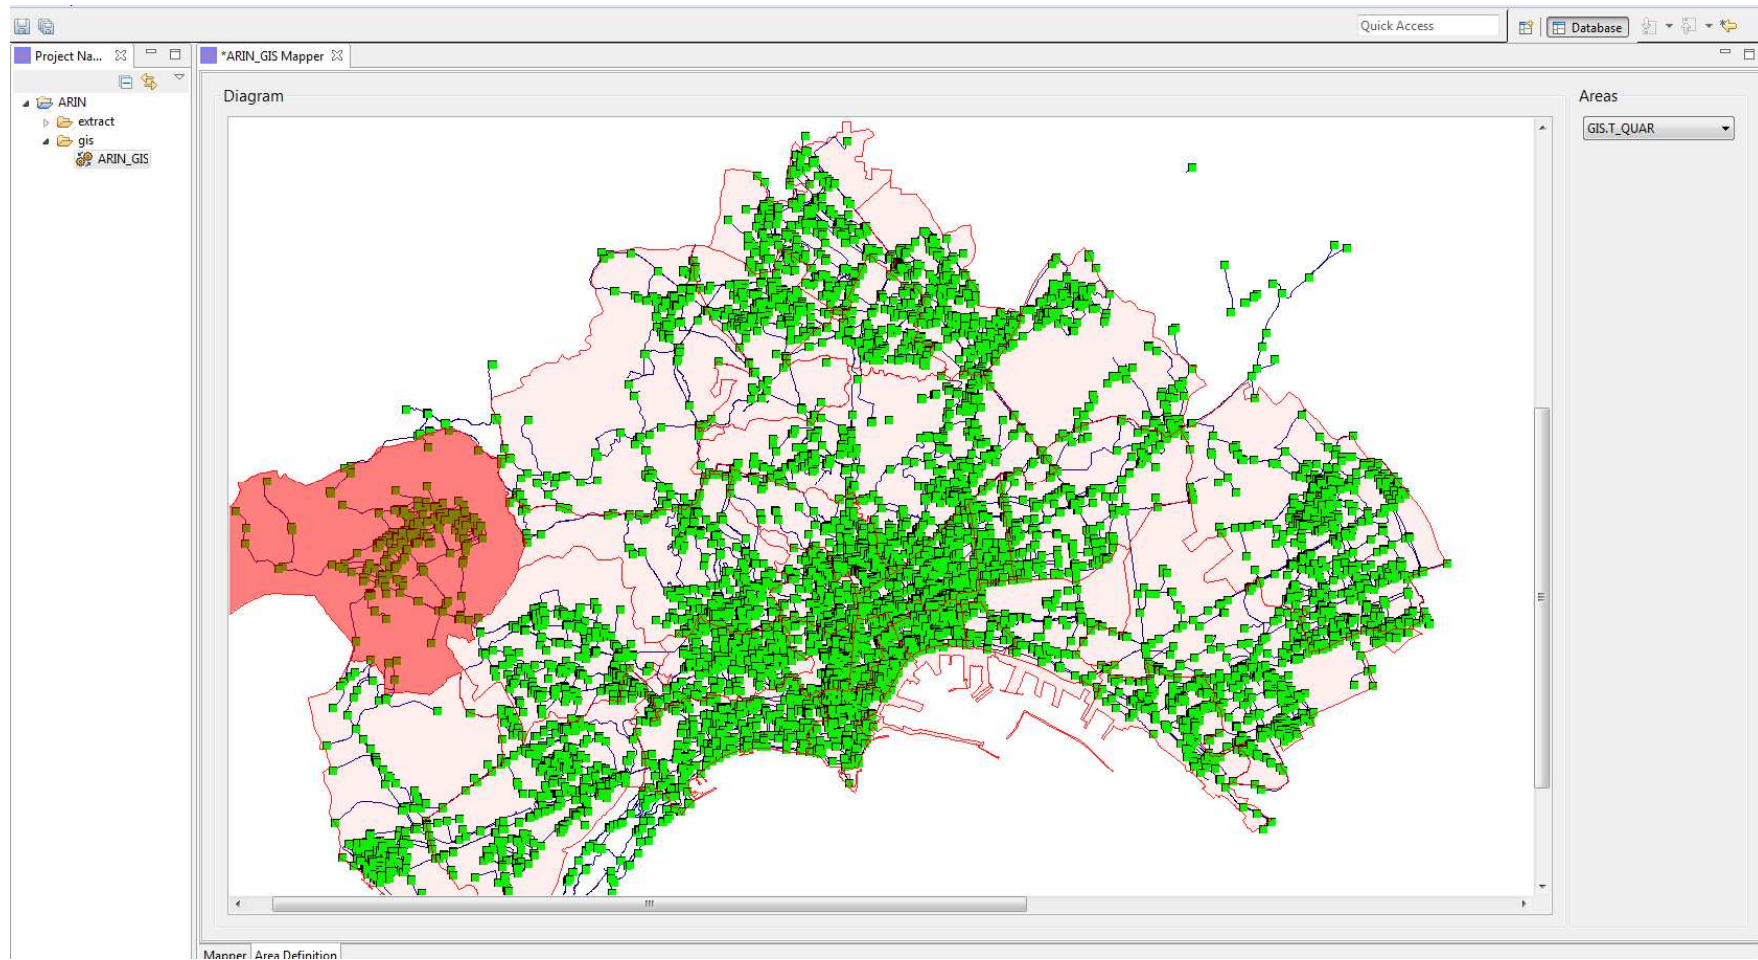 Quick Access
Database
Project Na...
*ARIN_GIS Mapper
ARIN
extract
gis
ARIN_GIS
Diagram
Areas
GIS.T_QUAR
Mapper
Area Definition